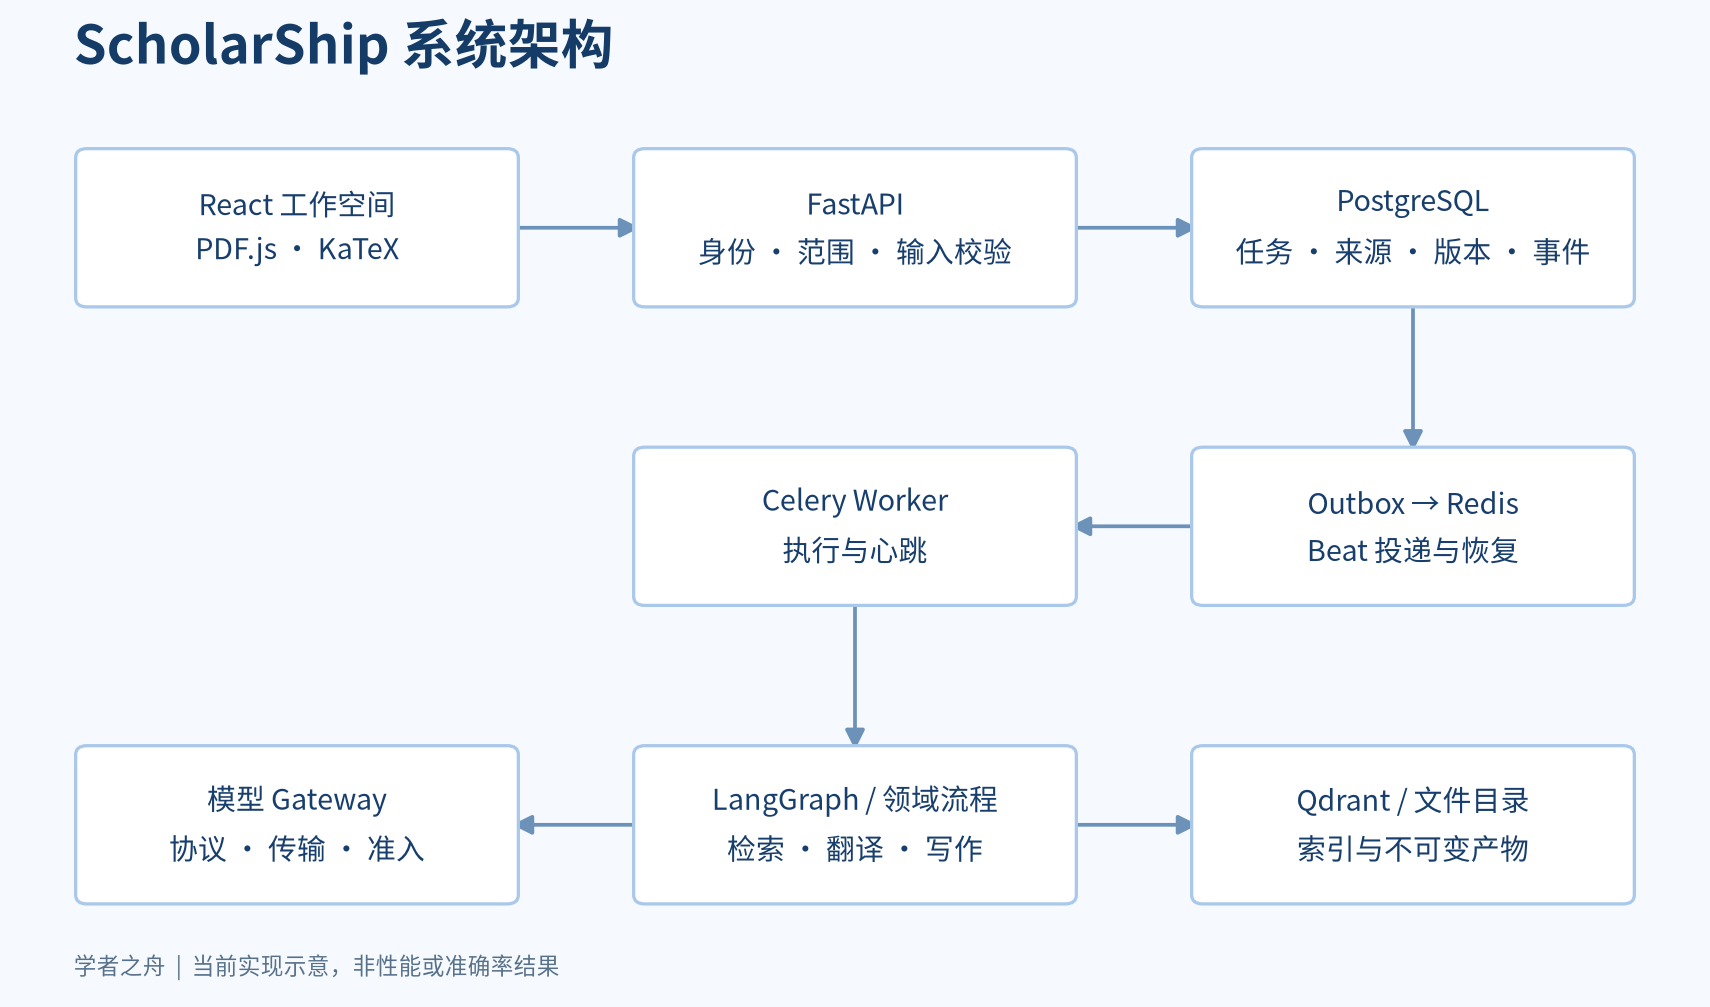 ScholarShip 系统架构
React 工作空间
PDF.js · KaTeX
FastAPI
身份 · 范围 · 输入校验
PostgreSQL
任务 · 来源 · 版本 · 事件
Celery Worker
执行与心跳
Outbox → Redis
Beat 投递与恢复
模型 Gateway
协议 · 传输 · 准入
LangGraph / 领域流程
检索 · 翻译 · 写作
Qdrant / 文件目录
索引与不可变产物
学者之舟 | 当前实现示意，非性能或准确率结果